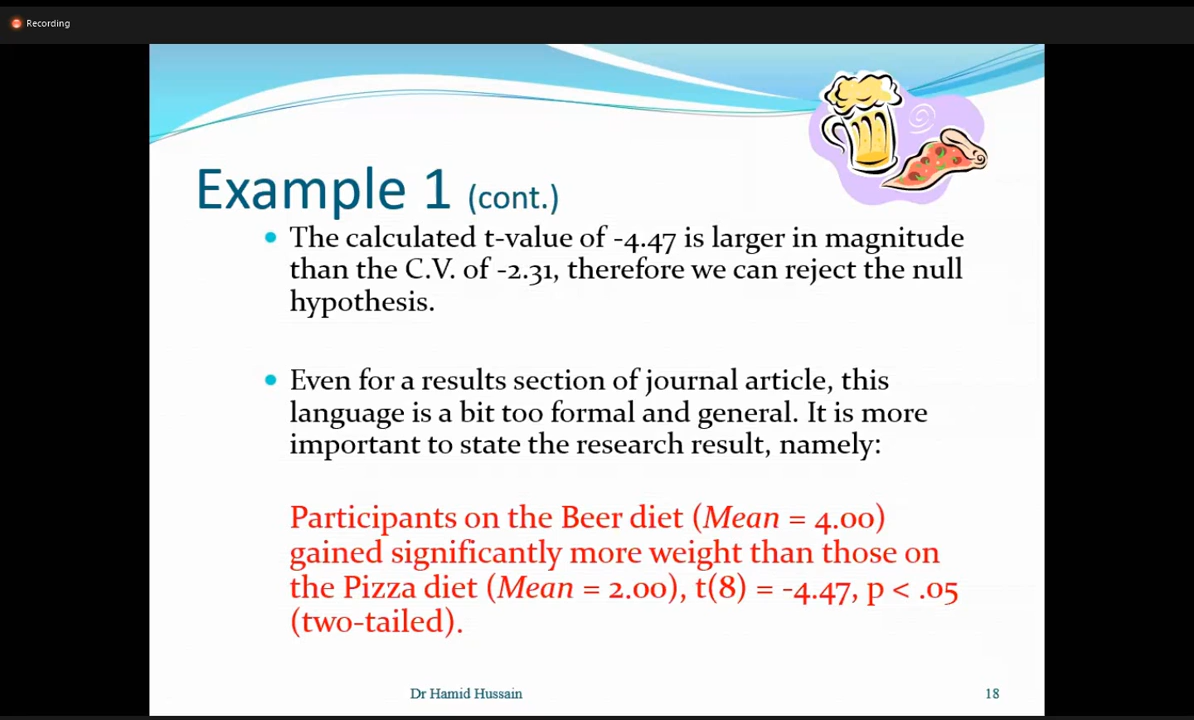 Recording
Example 1 (cont.)
• The calculated t-value of -4.47 is larger in magnitude
than the C.V. of -2.31, therefore we can reject the null
hypothesis.
• Even for a results section of journal article, this
language is a bit too formal and general. It is more
important to state the research result, namely:
Participants on the Beer diet (Mean = 4.00)
gained significantly more weight than those on
the Pizza diet (Mean = 2.00), t(8) = -4.47, p < .05
(two-tailed).
Dr Hamid Hussain
18